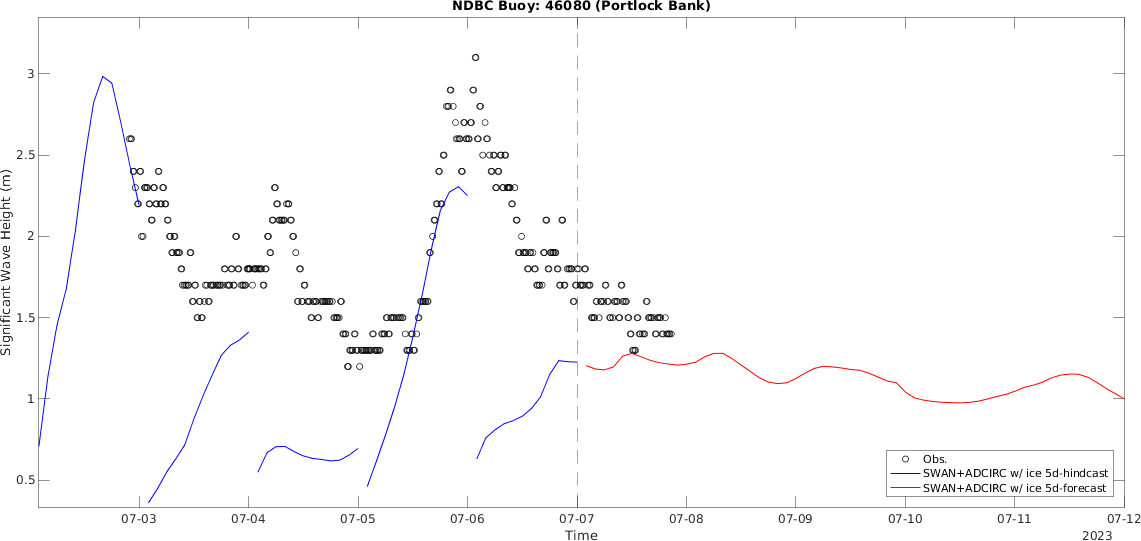 NDBC Buoy: 46080 (Portlock Bank)
Significant Wave Height (m)
3
2.5
2
1.5
1
0.5
Obs.
SWAN+ADCIRC w/ ice 5d-hindcast
SWAN+ADCIRC w/ ice 5d-forecast
07-03 07-04 07-05 07-06 07-07 07-08 07-09 07-10 07-11 07-12
Time
2023